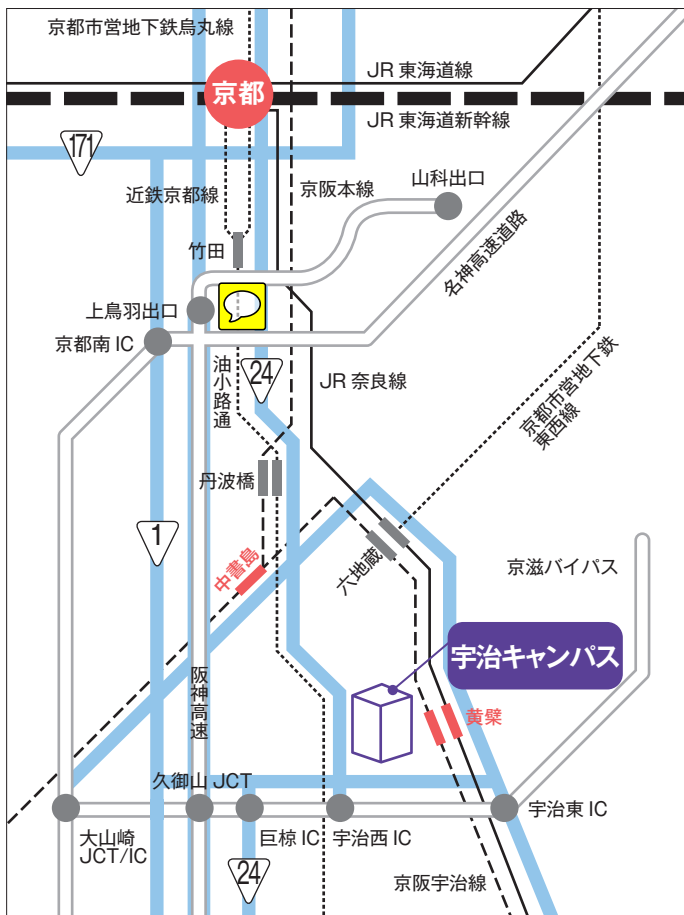 京都市営地下鉄烏丸線
JR 東海道線
京都
JR 東海道新幹線
171
近鉄京都線
京阪本線
山科出口
竹田
名神高速道路
上鳥羽出口
京都南 IC
油小路通
24
JR 奈良線
京都市営地下鉄
東西線
丹波橋
1
中書島
六地蔵
京滋バイパス
宇治キャンパス
阪神高速
黄檗
久御山 JCT
大山崎
JCT/IC
巨椋 IC
宇治西 IC
宇治東 IC
24
京阪宇治線